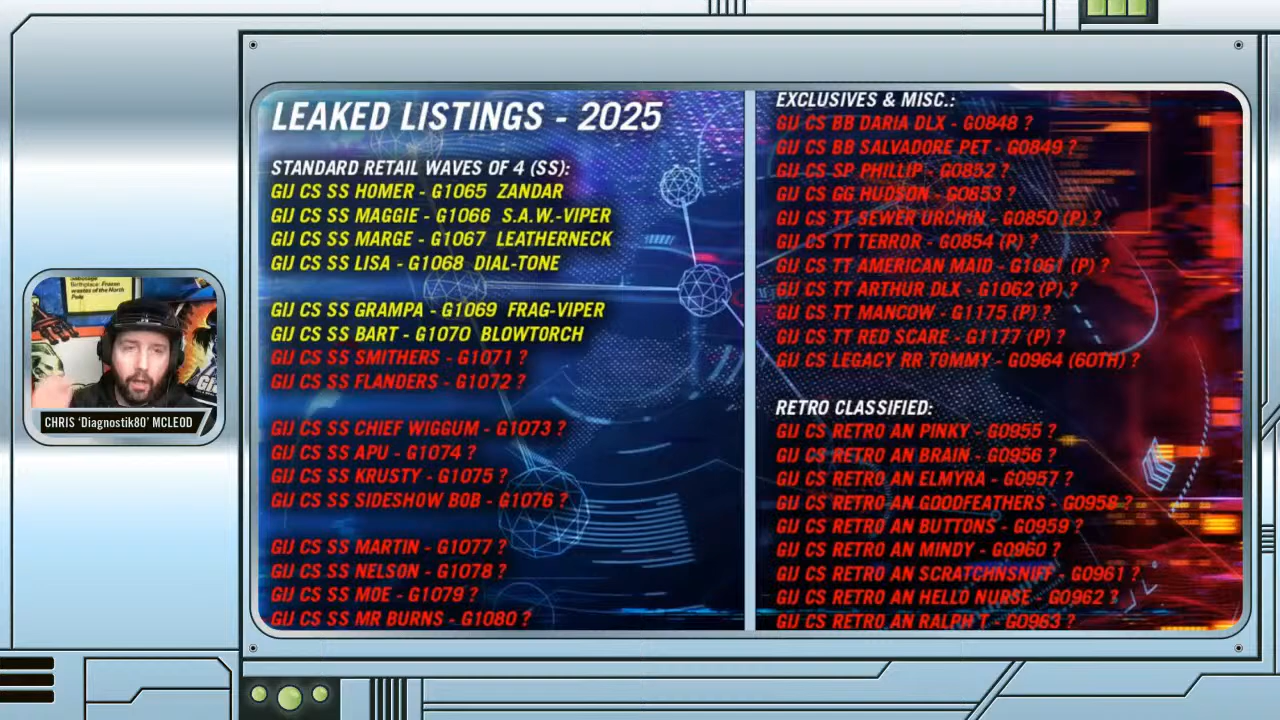 LEAKED LISTINGS - 2025
STANDARD RETAIL WAVES OF 4 (SS):
GIJ CS SS HOMER - G1065 ZANDAR
GIJ CS SS MAGGIE - G1066 S.A.W.-VIPER
GIJ CS SS MARGE - G1067 LEATHERNECK
GIJ CS SS LISA - G1068 DIAL-TONE
GIJ CS SS GRAMPA - G1069 FRAG-VIPER
GIJ CS SS BART - G1070 BLOWTORCH
GIJ CS SS SMITHERS - G1071 ?
GIJ CS SS FLANDERS - G1072 ?
GIJ CS SS CHIEF WIGGUM - G1073 ?
GIJ CS SS APU - G1074 ?
GIJ CS SS KRUSTY - G1075 ?
GIJ CS SS SIDESHOW BOB - G1076 ?
GIJ CS SS MARTIN - G1077 ?
GIJ CS SS NELSON - G1078 ?
GIJ CS SS MOE - G1079 ?
GIJ CS SS MR BURNS - G1080 ?
EXCLUSIVES & MISC.:
GIJ CS BB DARIA DLX - G0848 ?
GIJ CS BB SALVADORE PET - G0849 ?
GIJ CS SP PHILLIP - G0852 ?
GIJ CS GG HUDSON - G0853 ?
GIJ CS TT SEWER URCHIN - G0850 (P) ?
GIJ CS TT TERROR - G0854 (P) ?
GIJ CS TT AMERICAN MAID - G1061 (P) ?
GIJ CS TT ARTHUR DLX - G1062 (P) ?
GIJ CS TT MANCOW - G1175 (P) ?
GIJ CS TT RED SCARE - G1177 (P) ?
GIJ CS LEGACY RR TOMMY - G0964 (60TH) ?
RETRO CLASSIFIED:
GIJ CS RETRO AN PINKY - G0955 ?
GIJ CS RETRO AN BRAIN - G0956 ?
GIJ CS RETRO AN ELMYRA - G0957 ?
GIJ CS RETRO AN GOODFEATHERS - G0958 ?
GIJ CS RETRO AN BUTTONS - G0959 ?
GIJ CS RETRO AN MINDY - G0960 ?
GIJ CS RETRO AN SCRATCHNSNIFF - G0961 ?
GIJ CS RETRO AN HELLO NURSE - G0962 ?
GIJ CS RETRO AN RALPH T - G0963 ?
Birthplace: Frozen
wastes of the North
Pole
CHRIS 'Diagnostik80' MCLEOD